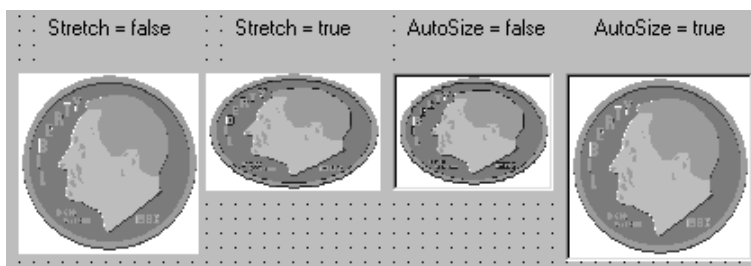 Stretch = false
Stretch = true
AutoSize = false
AutoSize = true